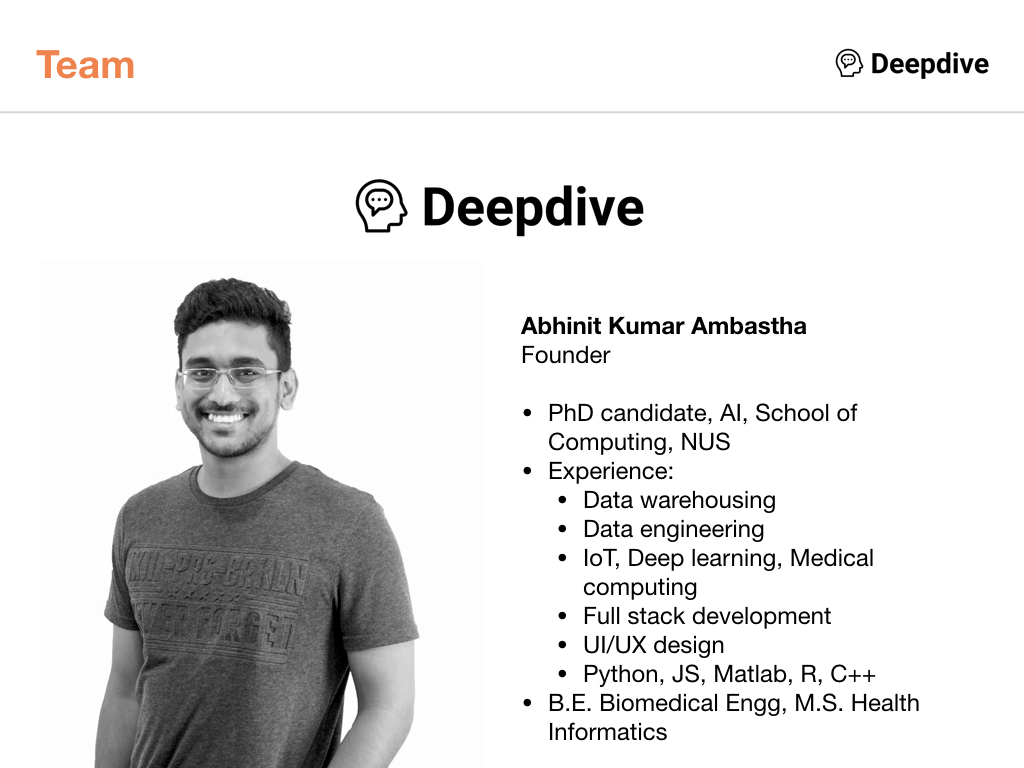 Team
Deepdive
Deepdive
Abhinit Kumar Ambastha
Founder
• PhD candidate, AI, School of
Computing, NUS
• Experience:
• Data warehousing
• Data engineering
• IoT, Deep learning, Medical
computing
• Full stack development
• UI/UX design
• Python, JS, Matlab, R, C++
• B.E. Biomedical Engg, M.S. Health
Informatics